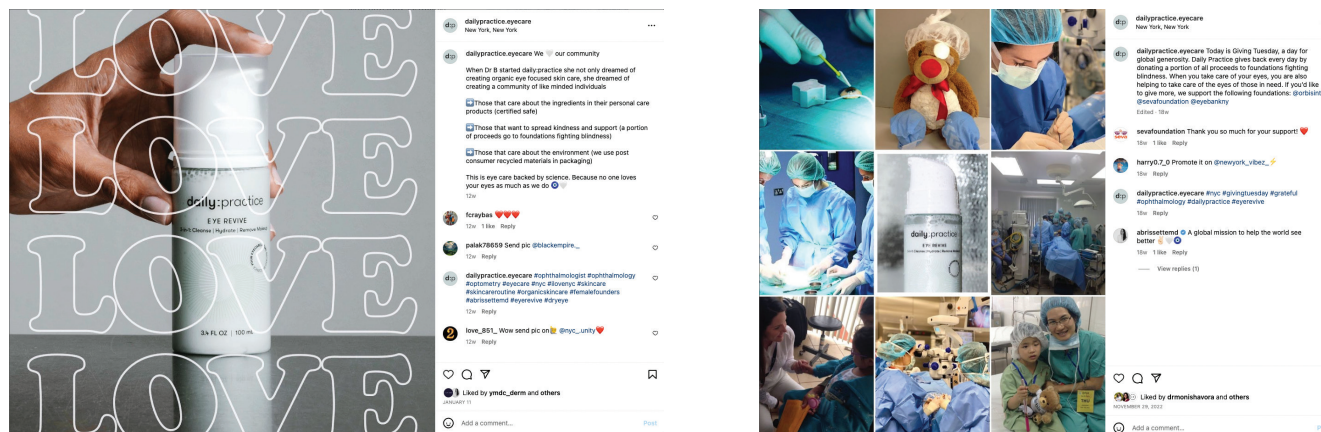 LOVE
LOVE
LOVE
LOVE
daily:practice
EYE REVIVE
3-in-1 Cleanse | Hydrate | Remove Makeup
3.4 FL OZ | 100 mL
d:p
dailypractice.eyecare
New York, New York
d:p
dailypractice.eyecare We 🤍 our community
When Dr B started daily:practice she not only dreamed of
creating organic eye focused skin care, she dreamed of
creating a community of like minded individuals
➡️Those that care about the ingredients in their personal care
products (certified safe)
➡️Those that want to spread kindness and support (a portion
of proceeds go to foundations fighting blindness)
➡️Those that care about the environment (we use post
consumer recycled materials in packaging)
This is eye care backed by science. Because no one loves
your eyes as much as we do 🧿🤍
12w
fcraybas ❤️❤️❤️
12w 1 like Reply
palak78659 Send pic @blackempire._
12w Reply
d:p
dailypractice.eyecare #ophthalmologist #ophthalmology
#optometry #eyecare #nyc #ilovenyc #skincare
#skincareroutine #organicskincare #femalefounders
#abrissettemd #eyerevive #dryeye
12w Reply
2
love_851_ Wow send pic on @nyc_.unity❤️
12w Reply
Liked by ymdc_derm and others
JANUARY 11
Add a comment...
Post
daily:practice
EYE REVIVE
d:p
dailypractice.eyecare
New York, New York
d:p
dailypractice.eyecare Today is Giving Tuesday, a day for
global generosity. Daily Practice gives back every day by
donating a portion of all proceeds to foundations fighting
blindness. When you take care of your eyes, you are also
helping to take care of the eyes of those in need. If you'd like
to give more, we support the following foundations: @orbisint
@sevafoundation @eyebankny
Edited · 18w
seva
sevafoundation Thank you so much for your support! ❤️
18w 1 like Reply
harry0.7_0 Promote it on @newyork_vibez_⚡
18w Reply
d:p
dailypractice.eyecare #nyc #givingtuesday #grateful
#ophthalmology #dailypractice #eyerevive
18w Reply
abrissettemd A global mission to help the world see
better 👌🏻🤍🧿
18w 1 like Reply
View replies (1)
Liked by drmonishavora and others
NOVEMBER 29, 2022
Add a comment...
P